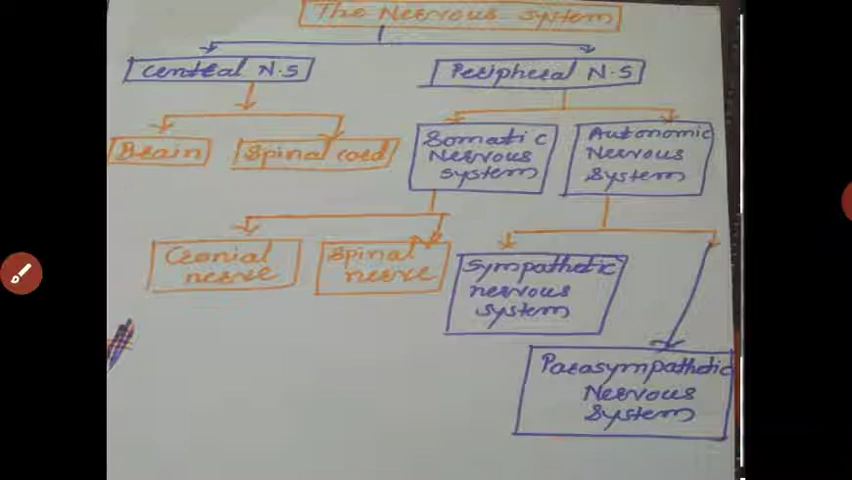 The Nervous system
Central N.S
Peripheral N.S
Brain
Spinal cord
Somatic
Nervous
system
Autonomic
Nervous
System
Cranial
nerve
Spinal
nerve
Sympathetic
nervous
system
Parasympathetic
Nervous
System